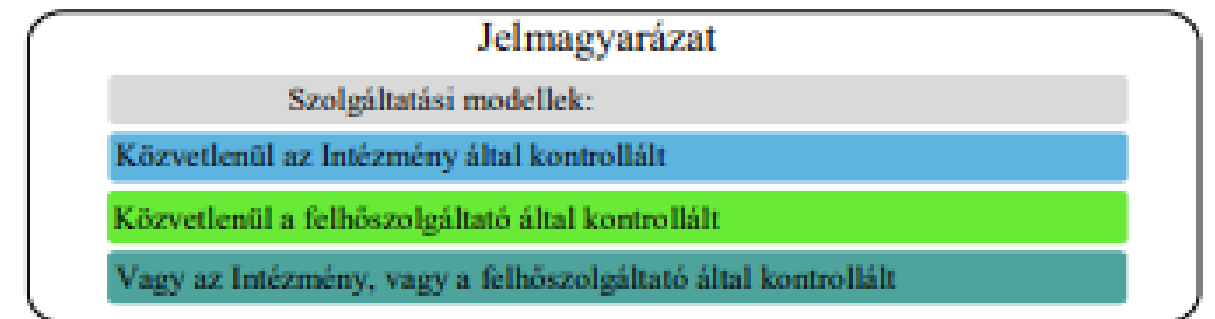 Jelmagyarázat
Szolgáltatási modellek:
Közvetlenül az Intézmény által kontrollált
Közvetlenül a felhőszolgáltató által kontrollált
Vagy az Intézmény, vagy a felhőszolgáltató által kontrollált